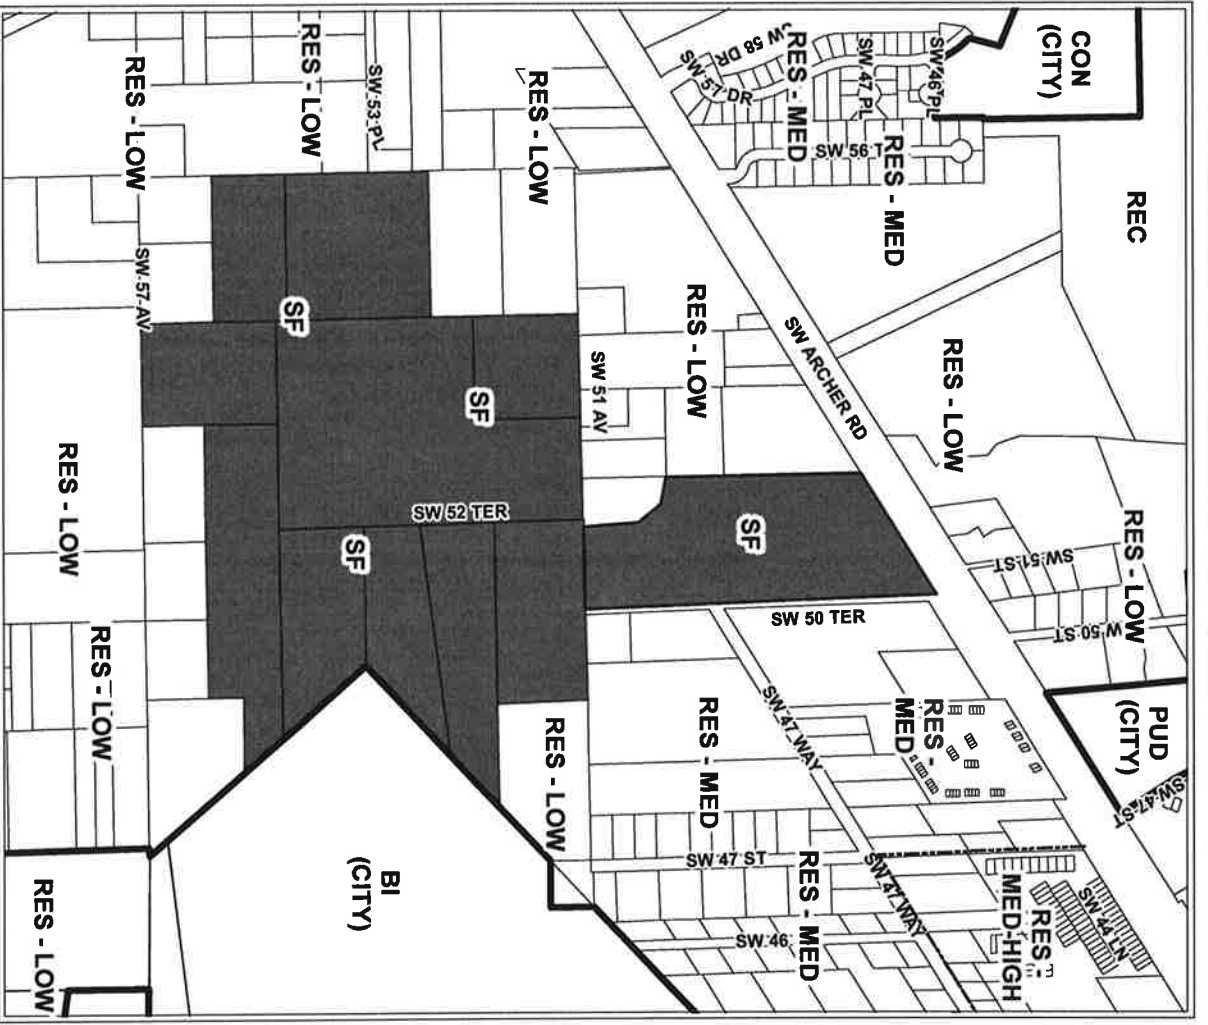 CON
(CITY)
SW 46 PL
SW 47 PL
RES - MED
W 58 DR
SW 57 DR
SW 56 T
RES - MED
REC
RES - LOW
SW 53 PL
RES - LOW
RES - LOW
SW 57 AV
SF
RES - LOW
SW ARCHER RD
RES - LOW
SW 51 AV
SF
RES - LOW
SW 52 TER
SF
SF
RES - LOW
SW 51 ST
W 50 ST
SW 50 TER
RES - LOW
PUD
(CITY)
SW 47 ST
RES -
MED
SW 47 WAY
RES - MED
RES - LOW
BI
(CITY)
SW 47 ST
SW 47 WAY
RES - MED
SW 46
RES -
MED-HIGH
SW 44 LN
RES - LOW